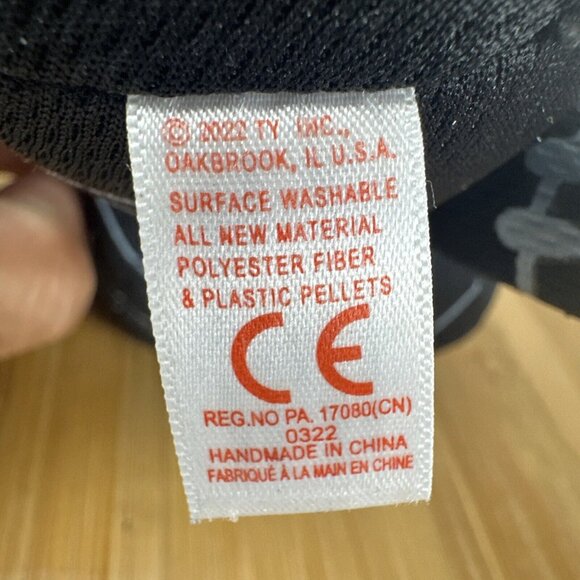 © 2022 TY INC.,
OAKBROOK, IL U.S.A.
SURFACE WASHABLE
ALL NEW MATERIAL
POLYESTER FIBER
& PLASTIC PELLETS
CE
REG.NO PA. 17080(CN)
0322
HANDMADE IN CHINA
FABRIQUÉ À LA MAIN EN CHINE